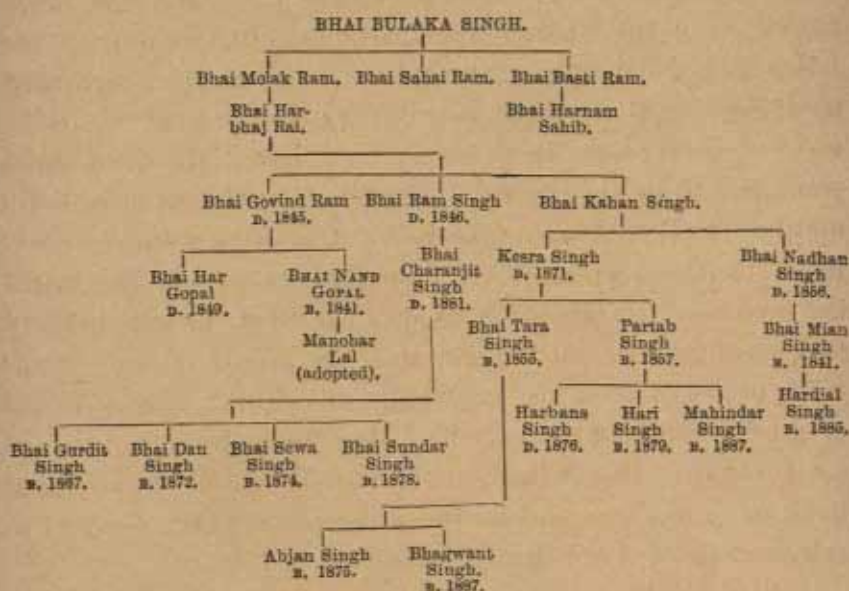 BHAI BULAKA SINGH.
Bhai Molak Ram. Bhai Sahai Ram. Bhai Basti Ram.
Bhai Har-
bhaj Rai.
Bhai Harnam
Sahib.
Bhai Govind Ram
D. 1845.
Bhai Ram Singh
D. 1846.
Bhai Kahan Singh.
Bhai Har
Gopal
D. 1849.
BHAI NAND
GOPAL
B. 1841.
Bhai
Charanjit
Singh
D. 1881.
Kesra Singh
D. 1871.
Bhai Nadhan
Singh
D. 1856.
Manohar
Lal
(adopted).
Bhai Tara
Singh
B. 1855.
Partab
Singh
B. 1857.
Bhai Mian
Singh
B. 1841.
Harbans
Singh
D. 1876.
Hari
Singh
B. 1879.
Mahindar
Singh
B. 1887.
Hardial
Singh
B. 1885.
Bhai Gurdit
Singh
B. 1867.
Bhai Dan
Singh
B. 1872.
Bhai Sewa
Singh
B. 1874.
Bhai Sundar
Singh
B. 1878.
Abjan Singh
B. 1875.
Bhagwant
Singh.
B. 1887.